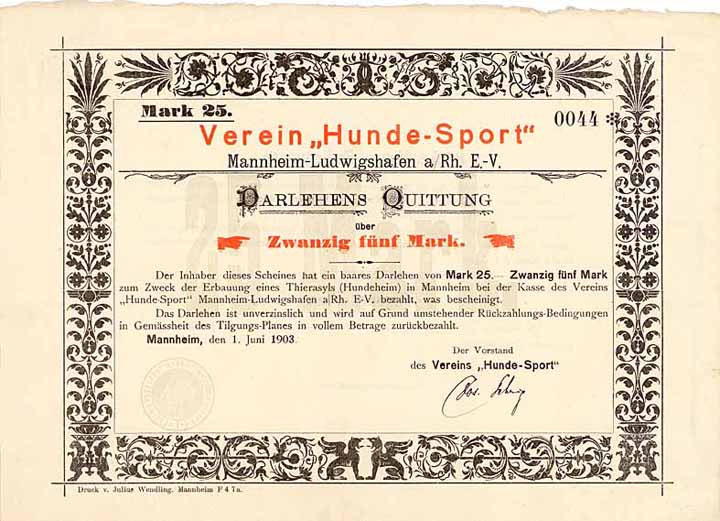 Mark 25.
0044 ✻
Verein „Hunde-Sport"
Mannheim-Ludwigshafen a/Rh. E.-V.
DARLEHENS QUITTUNG
über
Zwanzig fünf Mark.
Der Inhaber dieses Scheines hat ein baares Darlehen von Mark 25.— Zwanzig fünf Mark
zum Zweck der Erbauung eines Thierasyls (Hundeheim) in Mannheim bei der Kasse des Vereins
„Hunde-Sport" Mannheim-Ludwigshafen a/Rh. E-V. bezahlt, was bescheinigt.
Das Darlehen ist unverzinslich und wird auf Grund umstehender Rückzahlungs-Bedingungen
in Gemässheit des Tilgungs-Planes in vollem Betrage zurückbezahlt.
Mannheim, den 1. Juni 1903.
Der Vorstand
des Vereins „Hunde-Sport"
Druck v. Julius Wendling. Mannheim F 4 7a.